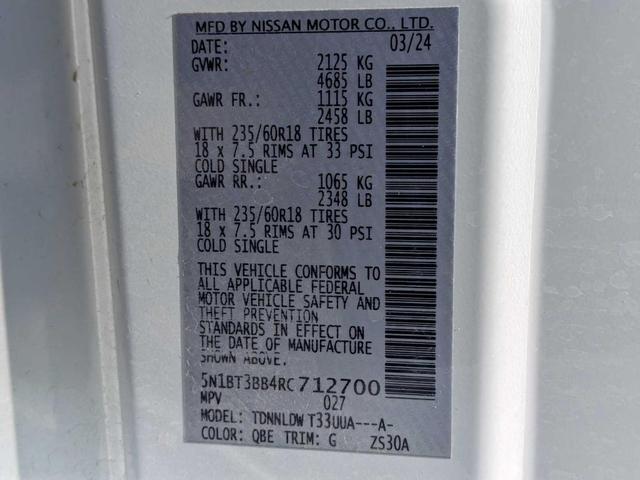 MFD BY NISSAN MOTOR CO., LTD.
DATE: 03/24
GVWR: 2125 KG
4685 LB
GAWR FR.: 1115 KG
2458 LB
WITH 235/60R18 TIRES
18 x 7.5 RIMS AT 33 PSI
COLD SINGLE
GAWR RR.: 1065 KG
2348 LB
WITH 235/60R18 TIRES
18 x 7.5 RIMS AT 30 PSI
COLD SINGLE
THIS VEHICLE CONFORMS TO
ALL APPLICABLE FEDERAL
MOTOR VEHICLE SAFETY AND
THEFT PREVENTION
STANDARDS IN EFFECT ON
THE DATE OF MANUFACTURE
SHOWN ABOVE.
5N1BT3BB4RC712700
MPV 027
MODEL: TDNNLDWT33UUA---A-
COLOR: QBE TRIM: G ZS30A